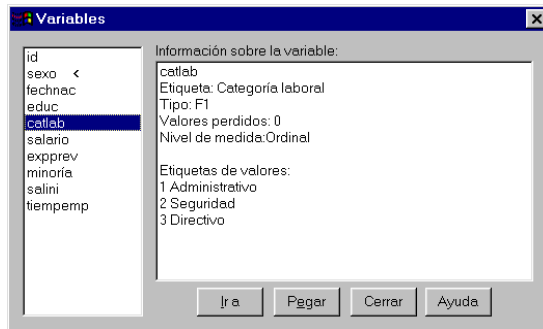 Variables
id
sexo <
fechnac
educ
catlab
salario
expprev
minoría
salini
tiempemp
Información sobre la variable:
catlab
Etiqueta: Categoría laboral
Tipo: F1
Valores perdidos: 0
Nivel de medida:Ordinal
Etiquetas de valores:
1 Administrativo
2 Seguridad
3 Directivo
Ir a Pegar Cerrar Ayuda